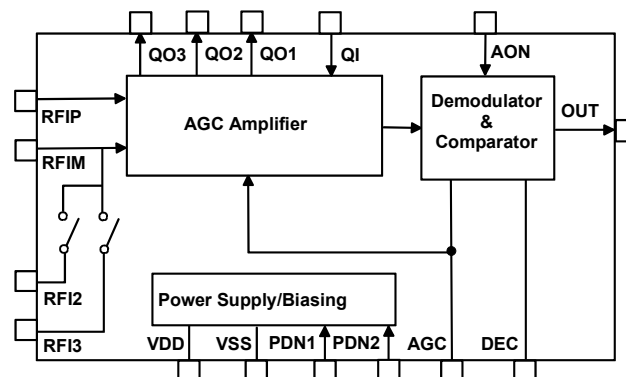 QO3 QO2 QO1 QI AON
RFIP
AGC Amplifier
Demodulator
&
Comparator
OUT
RFIM
RFI2
RFI3
Power Supply/Biasing
VDD VSS PDN1 PDN2 AGC DEC